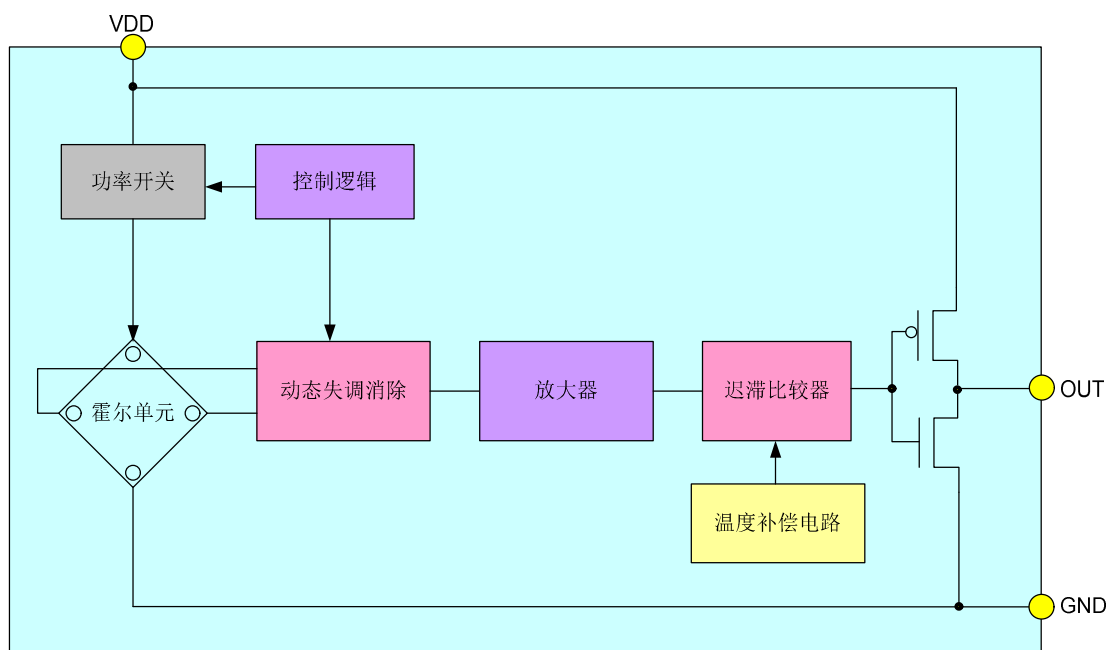 VDD
功率开关
控制逻辑
霍尔单元
动态失调消除
放大器
迟滞比较器
OUT
温度补偿电路
GND